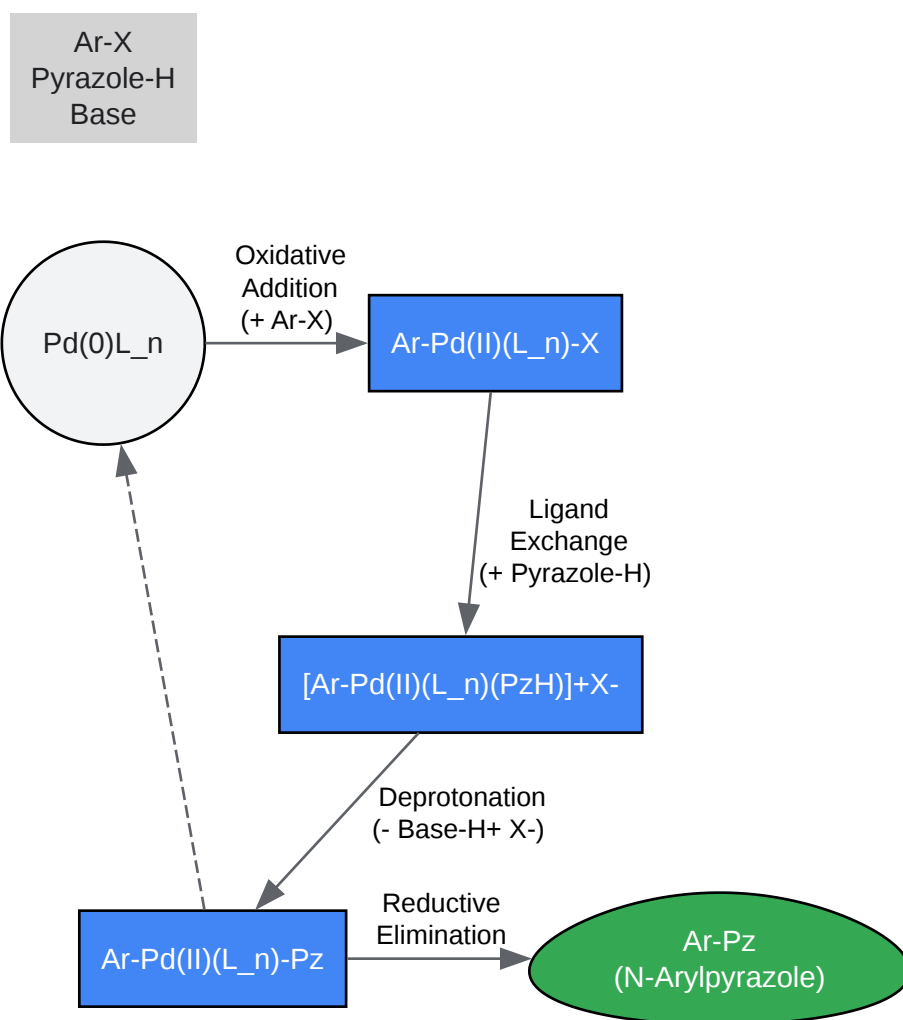 Ar-X
Pyrazole-H
Base
Oxidative
Addition
(+ Ar-X)
Pd(0)L_n
Ar-Pd(II)(L_n)-X
Ligand
Exchange
(+ Pyrazole-H)
[Ar-Pd(II)(L_n)(PzH)]+X-
Deprotonation
(- Base-H+ X-)
Reductive
Elimination
Ar-Pd(II)(L_n)-Pz
Ar-Pz
(N-Arylpyrazole)